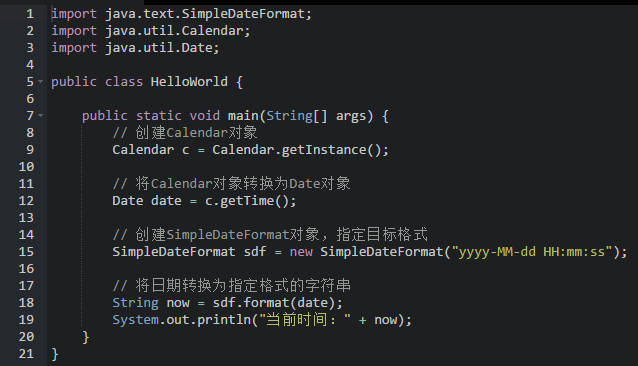 1 import java.text.SimpleDateFormat;
2 import java.util.Calendar;
3 import java.util.Date;
4
5 public class HelloWorld {
6
7     public static void main(String[] args) {
8         // 创建Calendar对象
9         Calendar c = Calendar.getInstance();
10
11         // 将Calendar对象转换为Date对象
12         Date date = c.getTime();
13
14         // 创建SimpleDateFormat对象，指定目标格式
15         SimpleDateFormat sdf = new SimpleDateFormat("yyyy-MM-dd HH:mm:ss");
16
17         // 将日期转换为指定格式的字符串
18         String now = sdf.format(date);
19         System.out.println("当前时间：" + now);
20     }
21 }